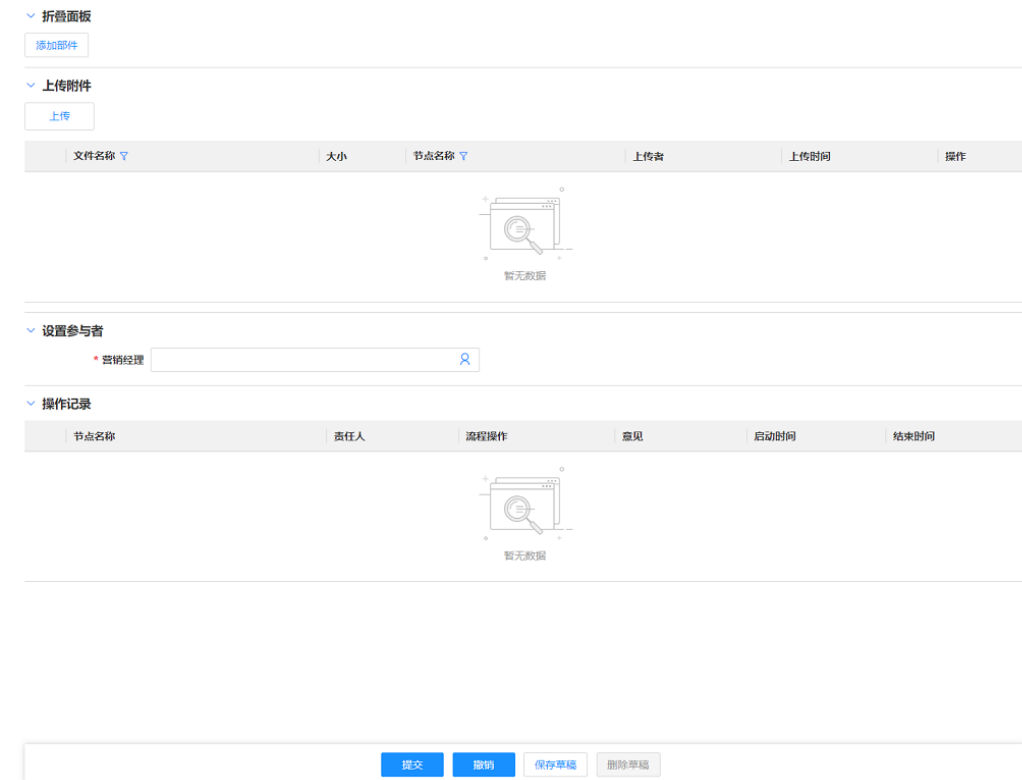 折叠面板
添加部件
上传附件
上传
文件名称 大小 节点名称 上传者 上传时间 操作
暂无数据
设置参与者
* 营销经理
操作记录
节点名称 责任人 流程操作 意见 启动时间 结束时间
暂无数据
提交 撤销 保存草稿 删除草稿